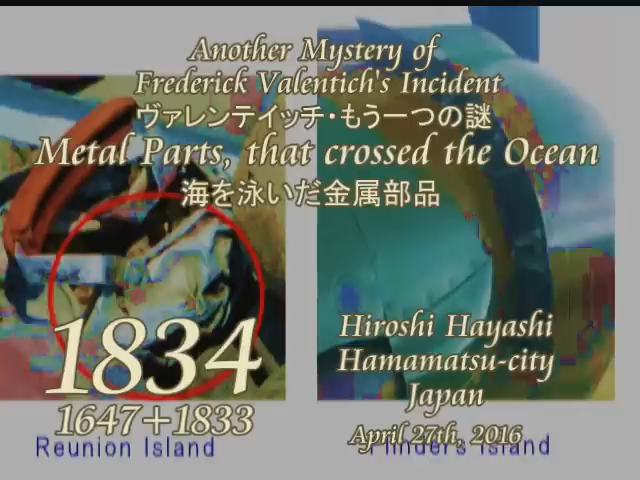 Another Mystery of
Frederick Valentich's Incident
ヴァレンテイッチ・もう一つの謎
Metal Parts, that crossed the Ocean
海を泳いだ金属部品
1834
1647+1833
Hiroshi Hayashi
Hamamatsu-city
Japan
April 27th, 2016
Reunion Island
Flinders Island